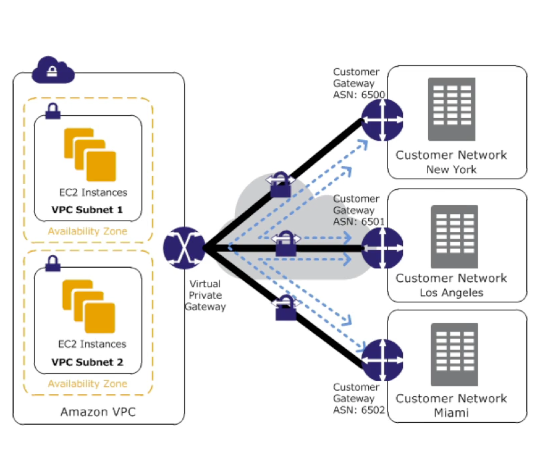 Customer
Gateway
ASN: 6500
Customer Network
New York
EC2 Instances
VPC Subnet 1
Availability Zone
Customer
Gateway
ASN: 6501
Customer Network
Los Angeles
Virtual
Private
Gateway
EC2 Instances
VPC Subnet 2
Availability Zone
Amazon VPC
Customer
Gateway
ASN: 6502
Customer Network
Miami